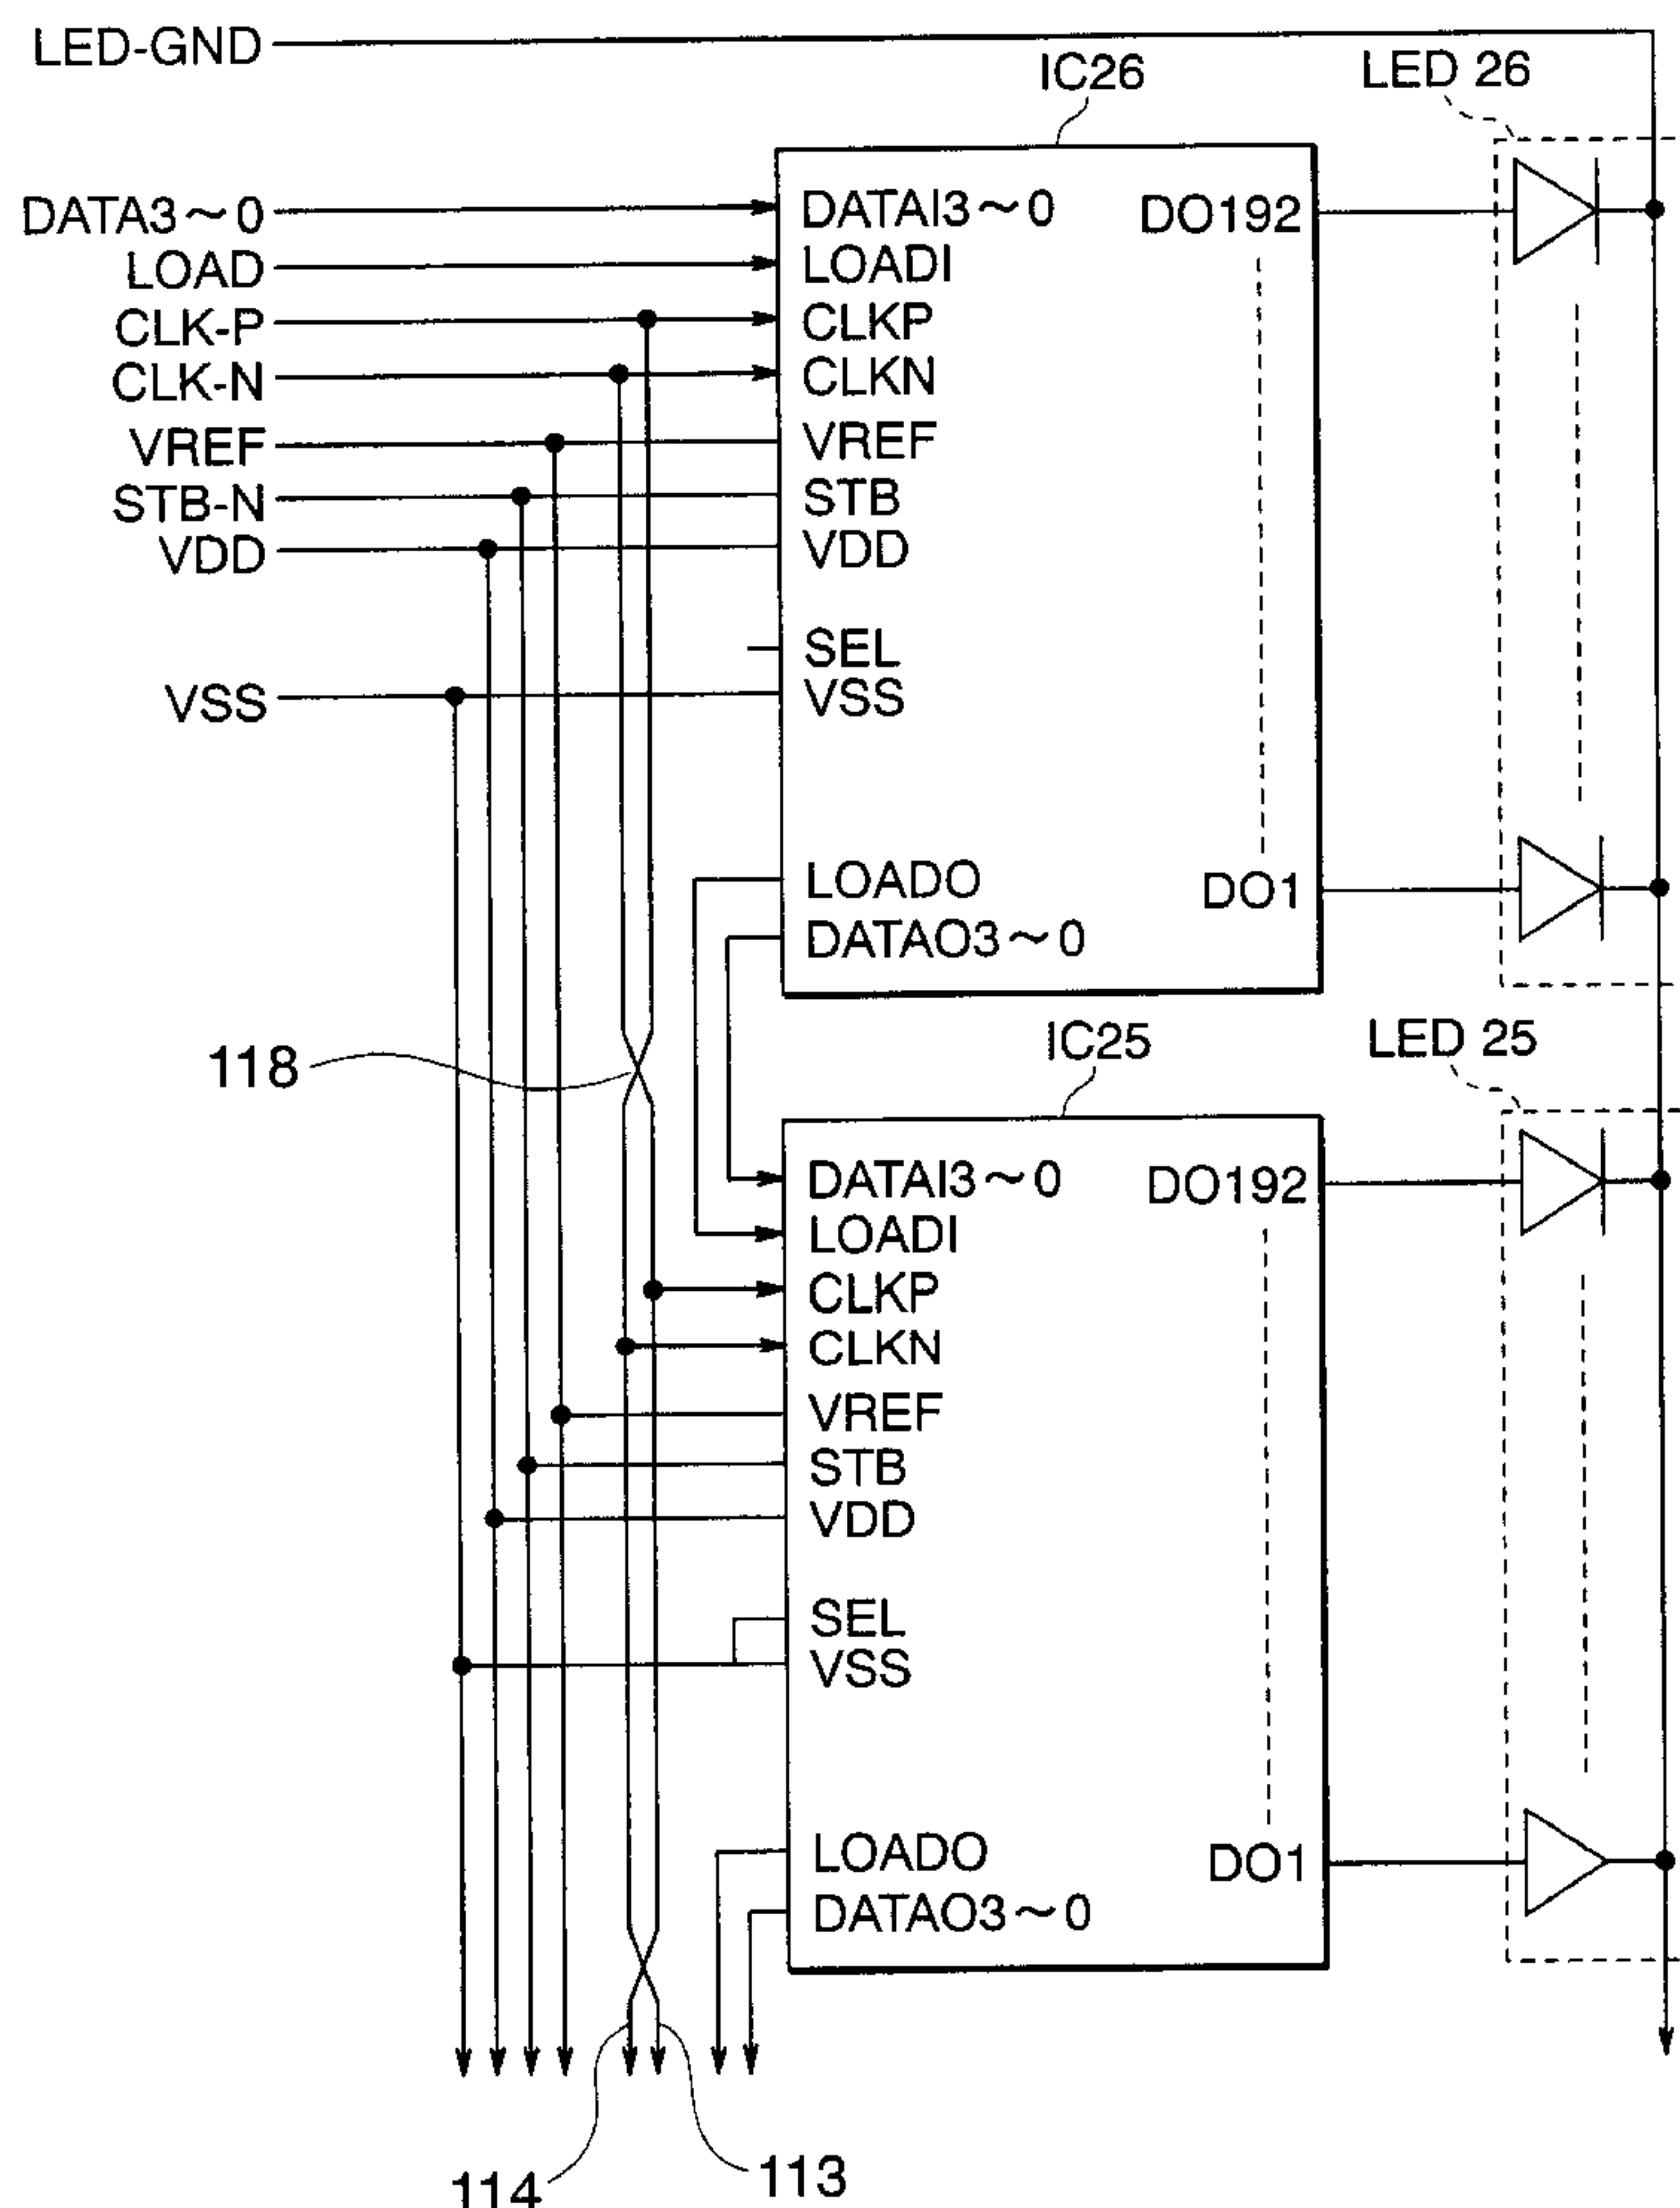 LED-GND
IC26
LED 26
DATA3~0
LOAD
CLK-P
CLK-N
VREF
STB-N
VDD
VSS
DATAI3~0
LOADI
CLKP
CLKN
VREF
STB
VDD
SEL
VSS
LOADO
DATAO3~0
DO192
DO1
118
IC25
LED 25
DATAI3~0
LOADI
CLKP
CLKN
VREF
STB
VDD
SEL
VSS
LOADO
DATAO3~0
DO192
DO1
114
113